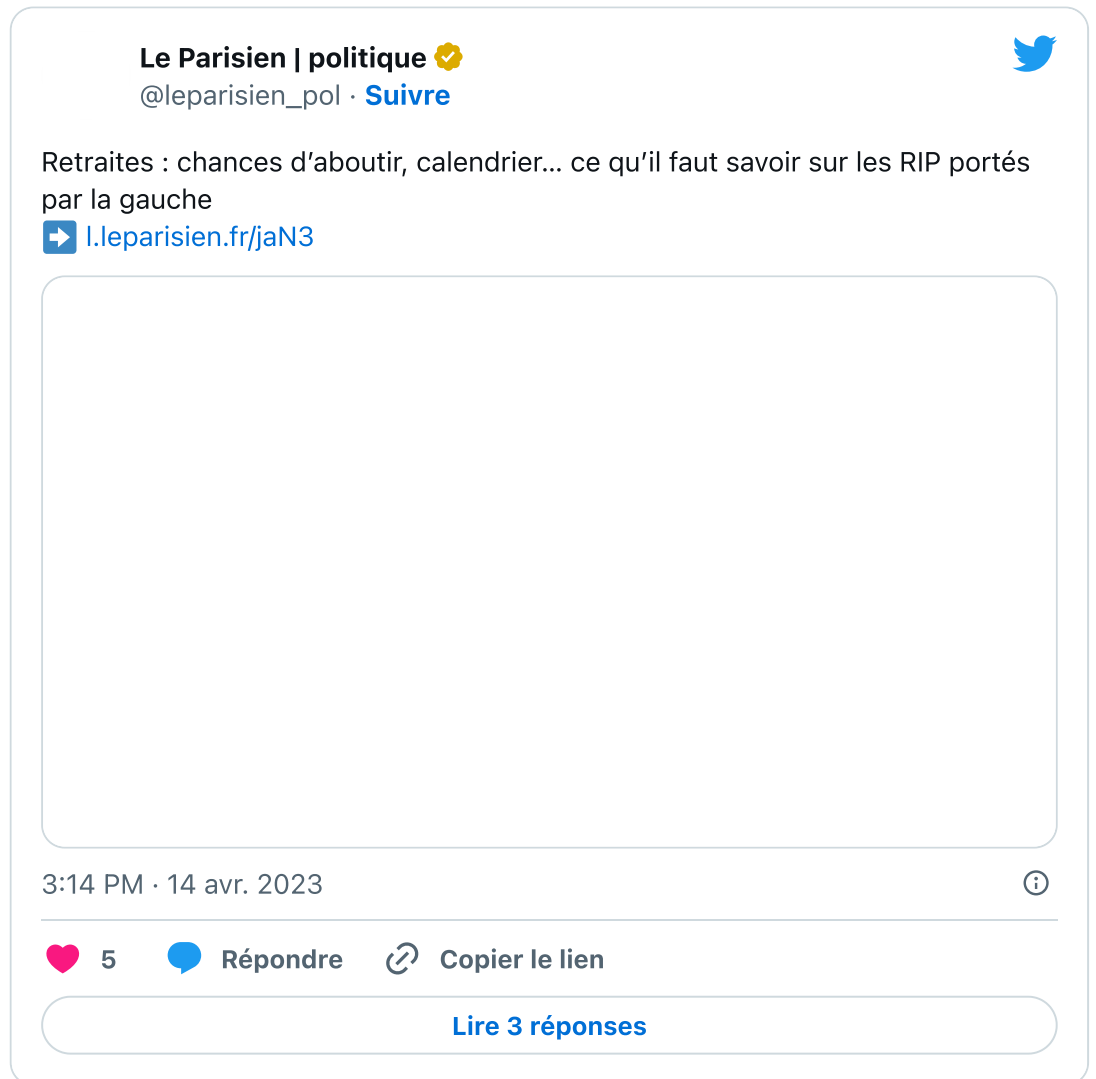 Le Parisien | politique
@leparisien_pol · Suivre
Retraites : chances d’aboutir, calendrier... ce qu’il faut savoir sur les RIP portés
par la gauche
➡️ l.leparisien.fr/jaN3
3:14 PM · 14 avr. 2023
5 Répondre Copier le lien
Lire 3 réponses